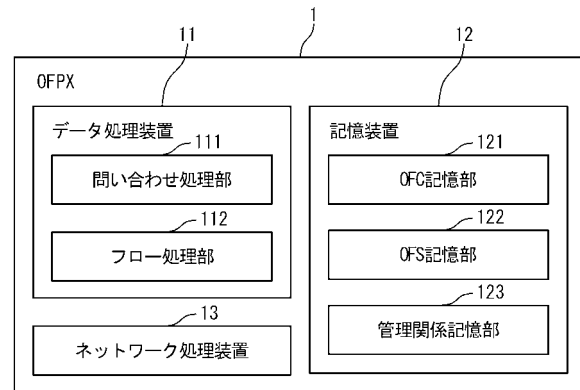 1
11
12
OFPX
データ処理装置
111
問い合わせ処理部
112
フロー処理部
13
ネットワーク処理装置
記憶装置
121
OFC記憶部
122
OFS記憶部
123
管理関係記憶部